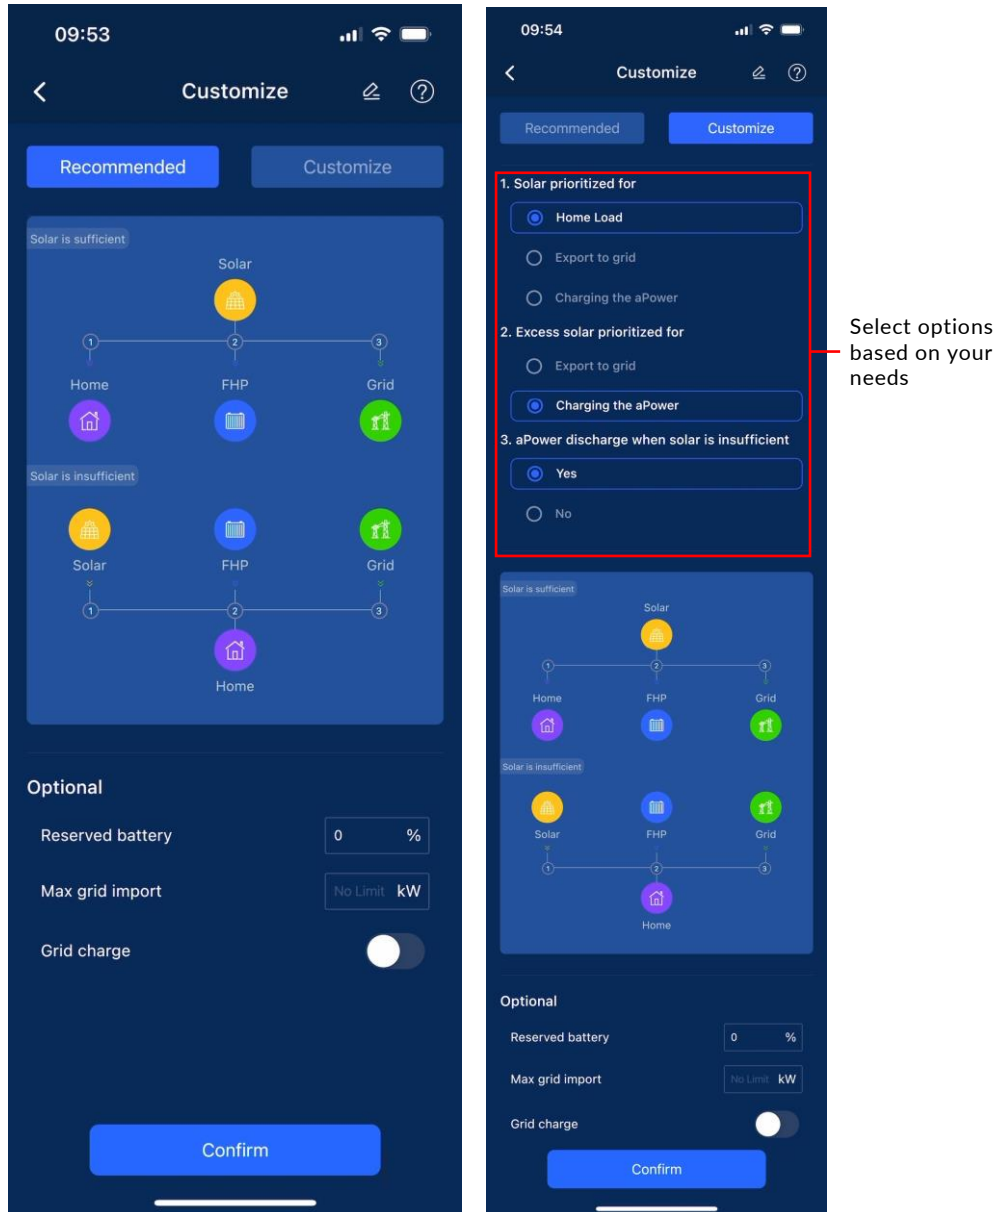 09:53
Customize
Recommended
Customize
Solar is sufficient
Solar
1
2
3
Home
FHP
Grid
Solar is insufficient
Solar
FHP
Grid
1
2
3
Home
Optional
Reserved battery
0 %
Max grid import
No Limit kW
Grid charge
Confirm
09:54
Customize
Recommended
Customize
1. Solar prioritized for
Home Load
Export to grid
Charging the aPower
2. Excess solar prioritized for
Export to grid
Charging the aPower
3. aPower discharge when solar is insufficient
Yes
No
Solar is sufficient
Solar
1
2
3
Home
FHP
Grid
Solar is insufficient
Solar
FHP
Grid
1
2
3
Home
Optional
Reserved battery
0 %
Max grid import
No Limit kW
Grid charge
Confirm
Select options
based on your
needs